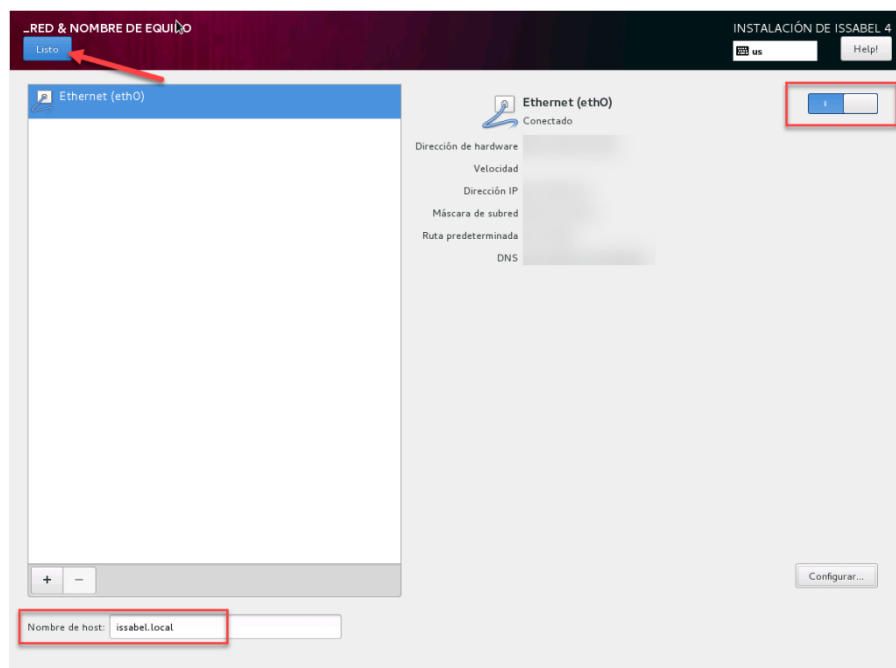 _RED & NOMBRE DE EQUIPO
INSTALACIÓN DE ISSABEL 4
Listo
us
Help!
Ethernet (eth0)
Ethernet (eth0)
Conectado
Dirección de hardware
Velocidad
Dirección IP
Máscara de subred
Ruta predeterminada
DNS
+ −
Configurar...
Nombre de host: issabel.local